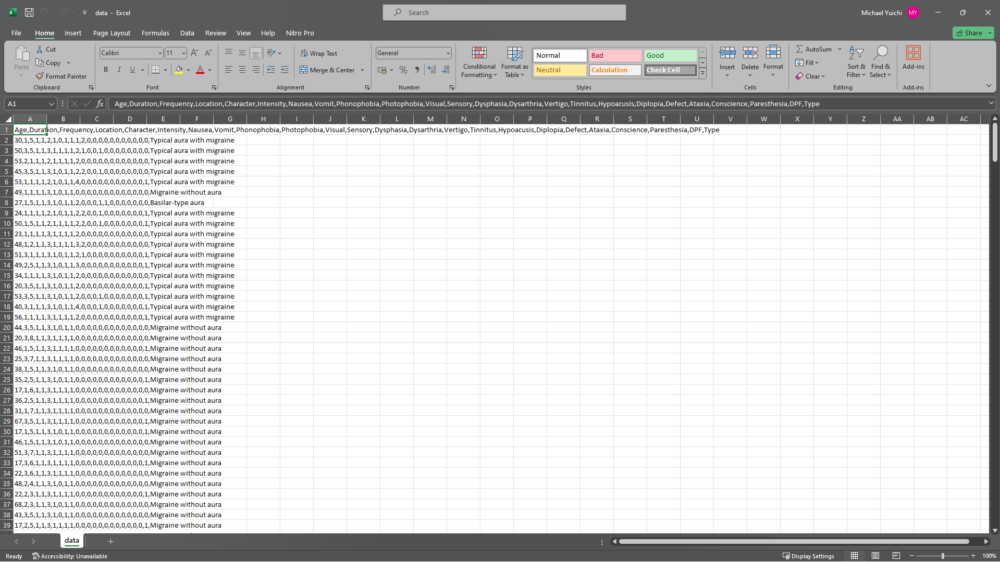 data - Excel
Search
Michael Yuichi MY
File Home Insert Page Layout Formulas Data Review View Help Nitro Pro Share
Paste
Cut
Copy
Format Painter
Clipboard
Calibri 11
B I U
Font
Wrap Text
Merge & Center
Alignment
General
Number
Conditional Formatting
Format as Table
Normal Bad Good
Neutral Calculation Check Cell
Styles
Insert Delete Format
Cells
AutoSum
Fill
Clear
Sort & Filter
Find & Select
Editing
Add-ins
Add-ins
A1 fx Age,Duration,Frequency,Location,Character,Intensity,Nausea,Vomit,Phonophobia,Photophobia,Visual,Sensory,Dysphasia,Dysarthria,Vertigo,Tinnitus,Hypoacusis,Diplopia,Defect,Ataxia,Conscience,Paresthesia,DPF,Type
A B C D E F G H I J K L M N O P Q R S T U V W X Y Z AA AB AC
1 Age,Duration,Frequency,Location,Character,Intensity,Nausea,Vomit,Phonophobia,Photophobia,Visual,Sensory,Dysphasia,Dysarthria,Vertigo,Tinnitus,Hypoacusis,Diplopia,Defect,Ataxia,Conscience,Paresthesia,DPF,Type
2 30,1,5,1,1,2,1,0,1,1,1,2,0,0,0,0,0,0,0,0,0,0,0,Typical aura with migraine
3 50,3,5,1,1,3,1,1,1,1,2,1,0,0,1,0,0,0,0,0,0,0,0,Typical aura with migraine
4 53,2,1,1,1,2,1,1,1,1,2,0,0,0,0,0,0,0,0,0,0,0,0,Typical aura with migraine
5 45,3,5,1,1,3,1,0,1,1,2,2,0,0,1,0,0,0,0,0,0,0,0,Typical aura with migraine
6 53,1,1,1,1,2,1,0,1,1,4,0,0,0,0,0,0,0,0,0,0,0,1,Typical aura with migraine
7 49,1,1,1,1,3,1,0,1,1,0,0,0,0,0,0,0,0,0,0,0,0,0,Migraine without aura
8 27,1,5,1,1,3,1,0,1,1,2,0,0,0,1,1,0,0,0,0,0,0,0,Basilar-type aura
9 24,1,1,1,1,2,1,0,1,1,2,2,0,0,1,0,0,0,0,0,0,0,1,Typical aura with migraine
10 50,1,5,1,1,2,1,1,1,1,2,2,0,0,1,0,0,0,0,0,0,0,1,Typical aura with migraine
11 23,1,1,1,1,3,1,1,1,1,2,0,0,0,0,0,0,0,0,0,0,0,0,Typical aura with migraine
12 48,1,2,1,1,3,1,1,1,1,3,2,0,0,0,0,0,0,0,0,0,0,0,Typical aura with migraine
13 51,3,1,1,1,3,1,0,1,1,2,1,0,0,0,0,0,0,0,0,0,0,1,Typical aura with migraine
14 49,2,5,1,1,3,1,0,1,1,3,0,0,0,0,0,0,0,0,0,0,0,0,Typical aura with migraine
15 34,1,1,1,1,3,1,0,1,1,2,0,0,0,0,0,0,0,0,0,0,0,0,Typical aura with migraine
16 20,3,5,1,1,3,1,0,1,1,2,0,0,0,0,0,0,0,0,0,0,0,1,Typical aura with migraine
17 53,3,5,1,1,3,1,0,1,1,2,0,0,0,1,0,0,0,0,0,0,0,1,Typical aura with migraine
18 40,3,1,1,1,3,1,0,1,1,4,0,0,0,1,0,0,0,0,0,0,0,1,Typical aura with migraine
19 56,1,1,1,1,3,1,1,1,1,2,0,0,0,0,0,0,0,0,0,0,0,1,Typical aura with migraine
20 44,3,5,1,1,3,1,0,1,1,0,0,0,0,0,0,0,0,0,0,0,0,0,Migraine without aura
21 20,3,8,1,1,3,1,1,1,1,0,0,0,0,0,0,0,0,0,0,0,0,0,Migraine without aura
22 46,1,5,1,1,3,1,1,1,1,0,0,0,0,0,0,0,0,0,0,0,0,1,Migraine without aura
23 25,3,7,1,1,3,1,1,1,1,0,0,0,0,0,0,0,0,0,0,0,0,0,Migraine without aura
24 38,1,5,1,1,3,1,0,1,1,0,0,0,0,0,0,0,0,0,0,0,0,0,Migraine without aura
25 35,2,5,1,1,3,1,0,1,1,0,0,0,0,0,0,0,0,0,0,0,0,1,Migraine without aura
26 17,1,6,1,1,3,1,1,1,1,0,0,0,0,0,0,0,0,0,0,0,0,0,Migraine without aura
27 36,2,5,1,1,3,1,1,1,1,0,0,0,0,0,0,0,0,0,0,0,0,1,Migraine without aura
28 31,1,7,1,1,3,1,1,1,1,0,0,0,0,0,0,0,0,0,0,0,0,0,Migraine without aura
29 67,3,5,1,1,3,1,1,1,1,0,0,0,0,0,0,0,0,0,0,0,0,1,Migraine without aura
30 17,1,5,1,1,3,1,0,1,1,0,0,0,0,0,0,0,0,0,0,0,0,1,Migraine without aura
31 46,1,5,1,1,3,1,1,1,1,0,0,0,0,0,0,0,0,0,0,0,0,0,Migraine without aura
32 51,3,7,1,1,3,1,1,1,1,0,0,0,0,0,0,0,0,0,0,0,0,0,Migraine without aura
33 17,3,6,1,1,3,1,1,1,1,0,0,0,0,0,0,0,0,0,0,0,0,1,Migraine without aura
34 22,3,6,1,1,3,1,1,1,1,0,0,0,0,0,0,0,0,0,0,0,0,0,Migraine without aura
35 48,2,4,1,1,3,1,0,1,1,0,0,0,0,0,0,0,0,0,0,0,0,0,Migraine without aura
36 22,2,3,1,1,3,1,1,1,1,0,0,0,0,0,0,0,0,0,0,0,0,1,Migraine without aura
37 68,2,3,1,1,3,1,0,1,1,0,0,0,0,0,0,0,0,0,0,0,0,0,Migraine without aura
38 43,3,5,1,1,3,1,0,1,1,0,0,0,0,0,0,0,0,0,0,0,0,0,Migraine without aura
39 17,2,5,1,1,3,1,1,1,1,0,0,0,0,0,0,0,0,0,0,0,0,1,Migraine without aura
data
Ready Accessibility: Unavailable Display Settings 100%